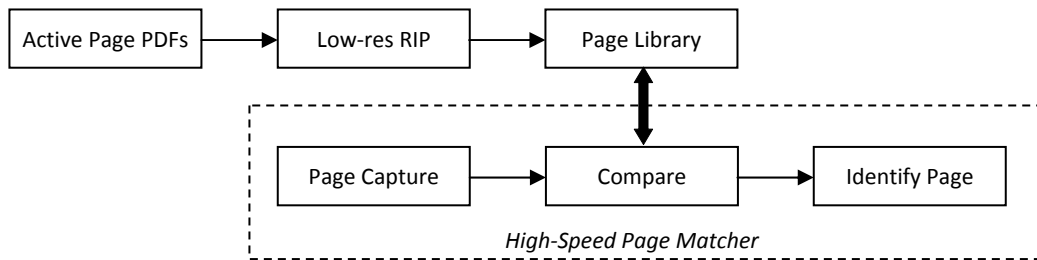 Active Page PDFs
Low-res RIP
Page Library
Page Capture
Compare
Identify Page
High-Speed Page Matcher